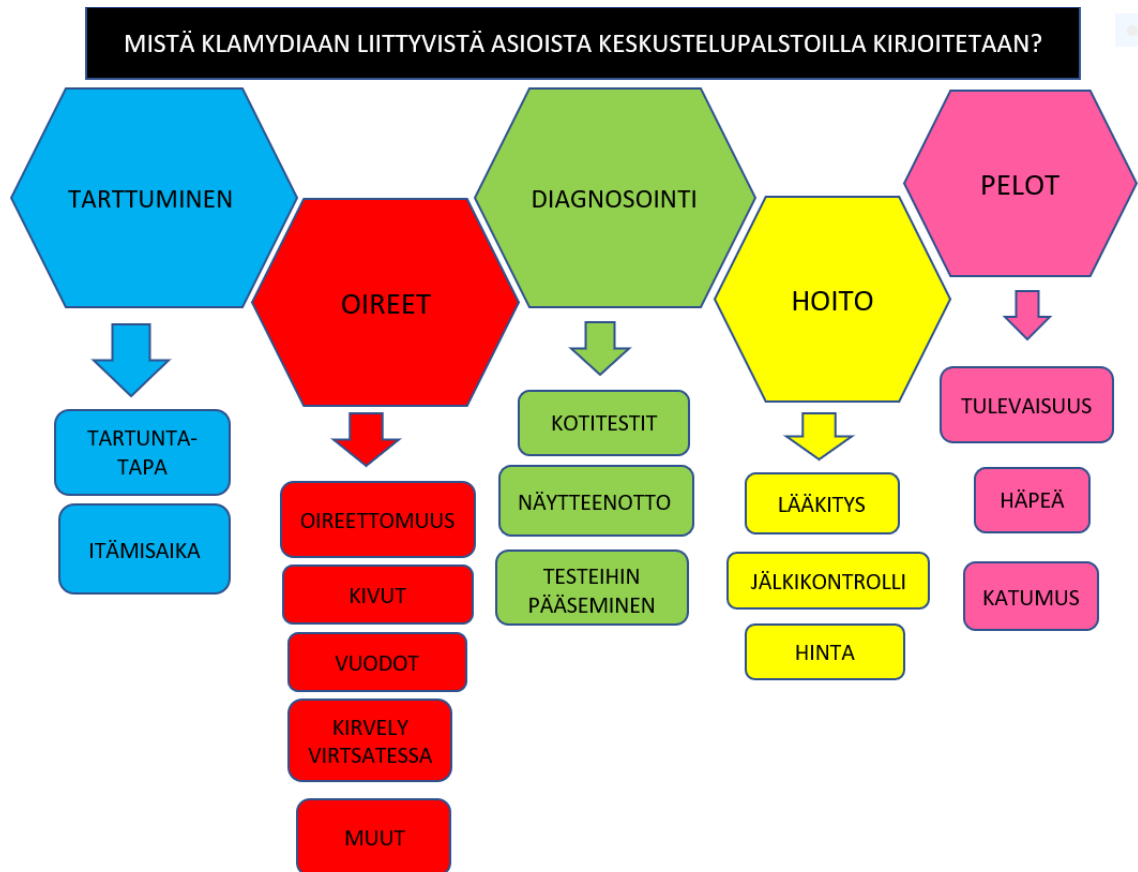 MISTÄ KLAMYDIAAN LIITTYVISTÄ ASIOISTA KESKUSTELUPALSTOILLA KIRJOITETAAN?
TARTTUMINEN
TARTUNTA-
TAPA
ITÄMISAIKA
OIREET
OIREETTOMUUS
KIVUT
VUODOT
KIRVELY
VIRTSATESSA
MUUT
DIAGNOSOINTI
KOTITESTIT
NÄYTTEENOTTO
TESTEIHIN
PÄÄSEMINEN
HOITO
LÄÄKITYS
JÄLKIKONTROLLI
HINTA
PELOT
TULEVAISUUS
HÄPEÄ
KATUMUS